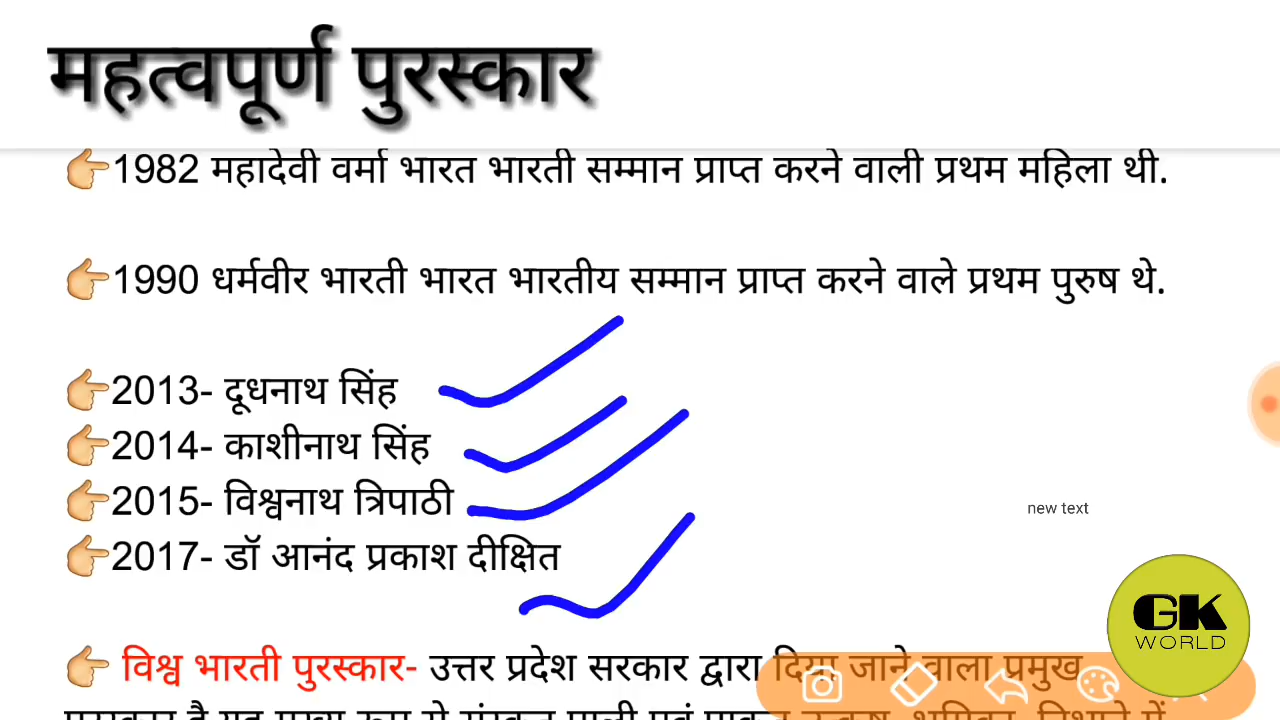 महत्वपूर्ण पुरस्कार
👉1982 महादेवी वर्मा भारत भारती सम्मान प्राप्त करने वाली प्रथम महिला थी.
👉1990 धर्मवीर भारती भारत भारतीय सम्मान प्राप्त करने वाले प्रथम पुरुष थे.
👉2013- दूधनाथ सिंह
👉2014- काशीनाथ सिंह
👉2015- विश्वनाथ त्रिपाठी
👉2017- डॉ आनंद प्रकाश दीक्षित
new text
GK
WORLD
👉 विश्व भारती पुरस्कार- उत्तर प्रदेश सरकार द्वारा दिया जाने वाला प्रमुख